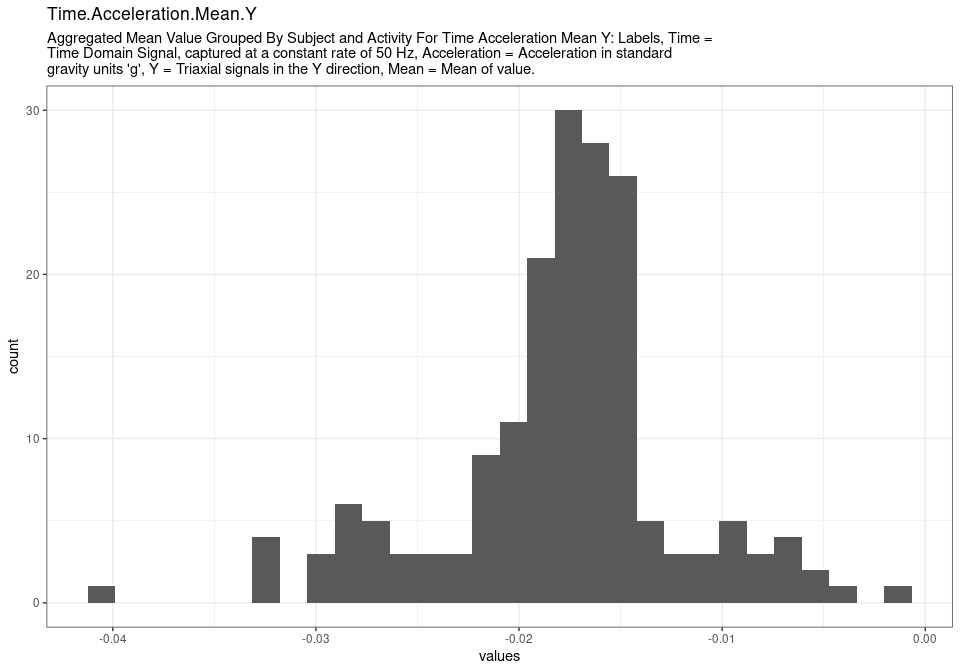 Time.Acceleration.Mean.Y
Aggregated Mean Value Grouped By Subject and Activity For Time Acceleration Mean Y: Labels, Time =
Time Domain Signal, captured at a constant rate of 50 Hz, Acceleration = Acceleration in standard
gravity units 'g', Y = Triaxial signals in the Y direction, Mean = Mean of value.
30
20
10
0
count
-0.04 -0.03 -0.02 -0.01 0.00
values